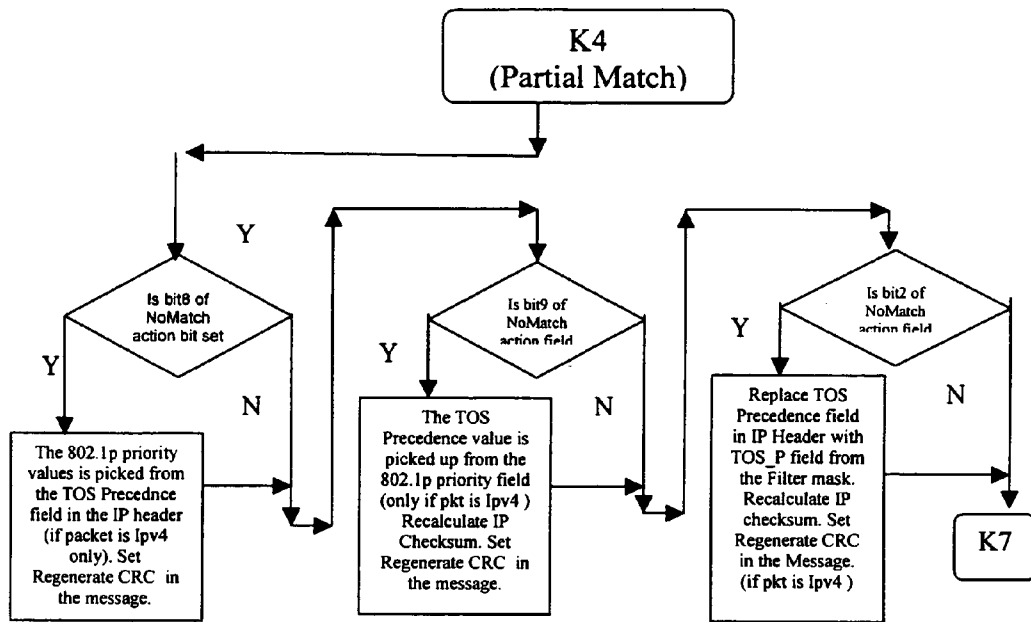 K4
(Partial Match)
Y
Is bit8 of
NoMatch
action bit set
Y
N
The 802.1p priority
values is picked from
the TOS Precednce
field in the IP header
(if packet is Ipv4
only). Set
Regenerate CRC in
the message.
Is bit9 of
NoMatch
action field
Y
N
The TOS
Precedence value is
picked up from the
802.1p priority field
(only if pkt is Ipv4 )
Recalculate IP
Checksum. Set
Regenerate CRC in
the message.
Is bit2 of
NoMatch
action field
Y
N
Replace TOS
Precedence field
in IP Header with
TOS_P field from
the Filter mask.
Recalculate IP
checksum. Set
Regenerate CRC
in the Message.
(if pkt is Ipv4 )
K7